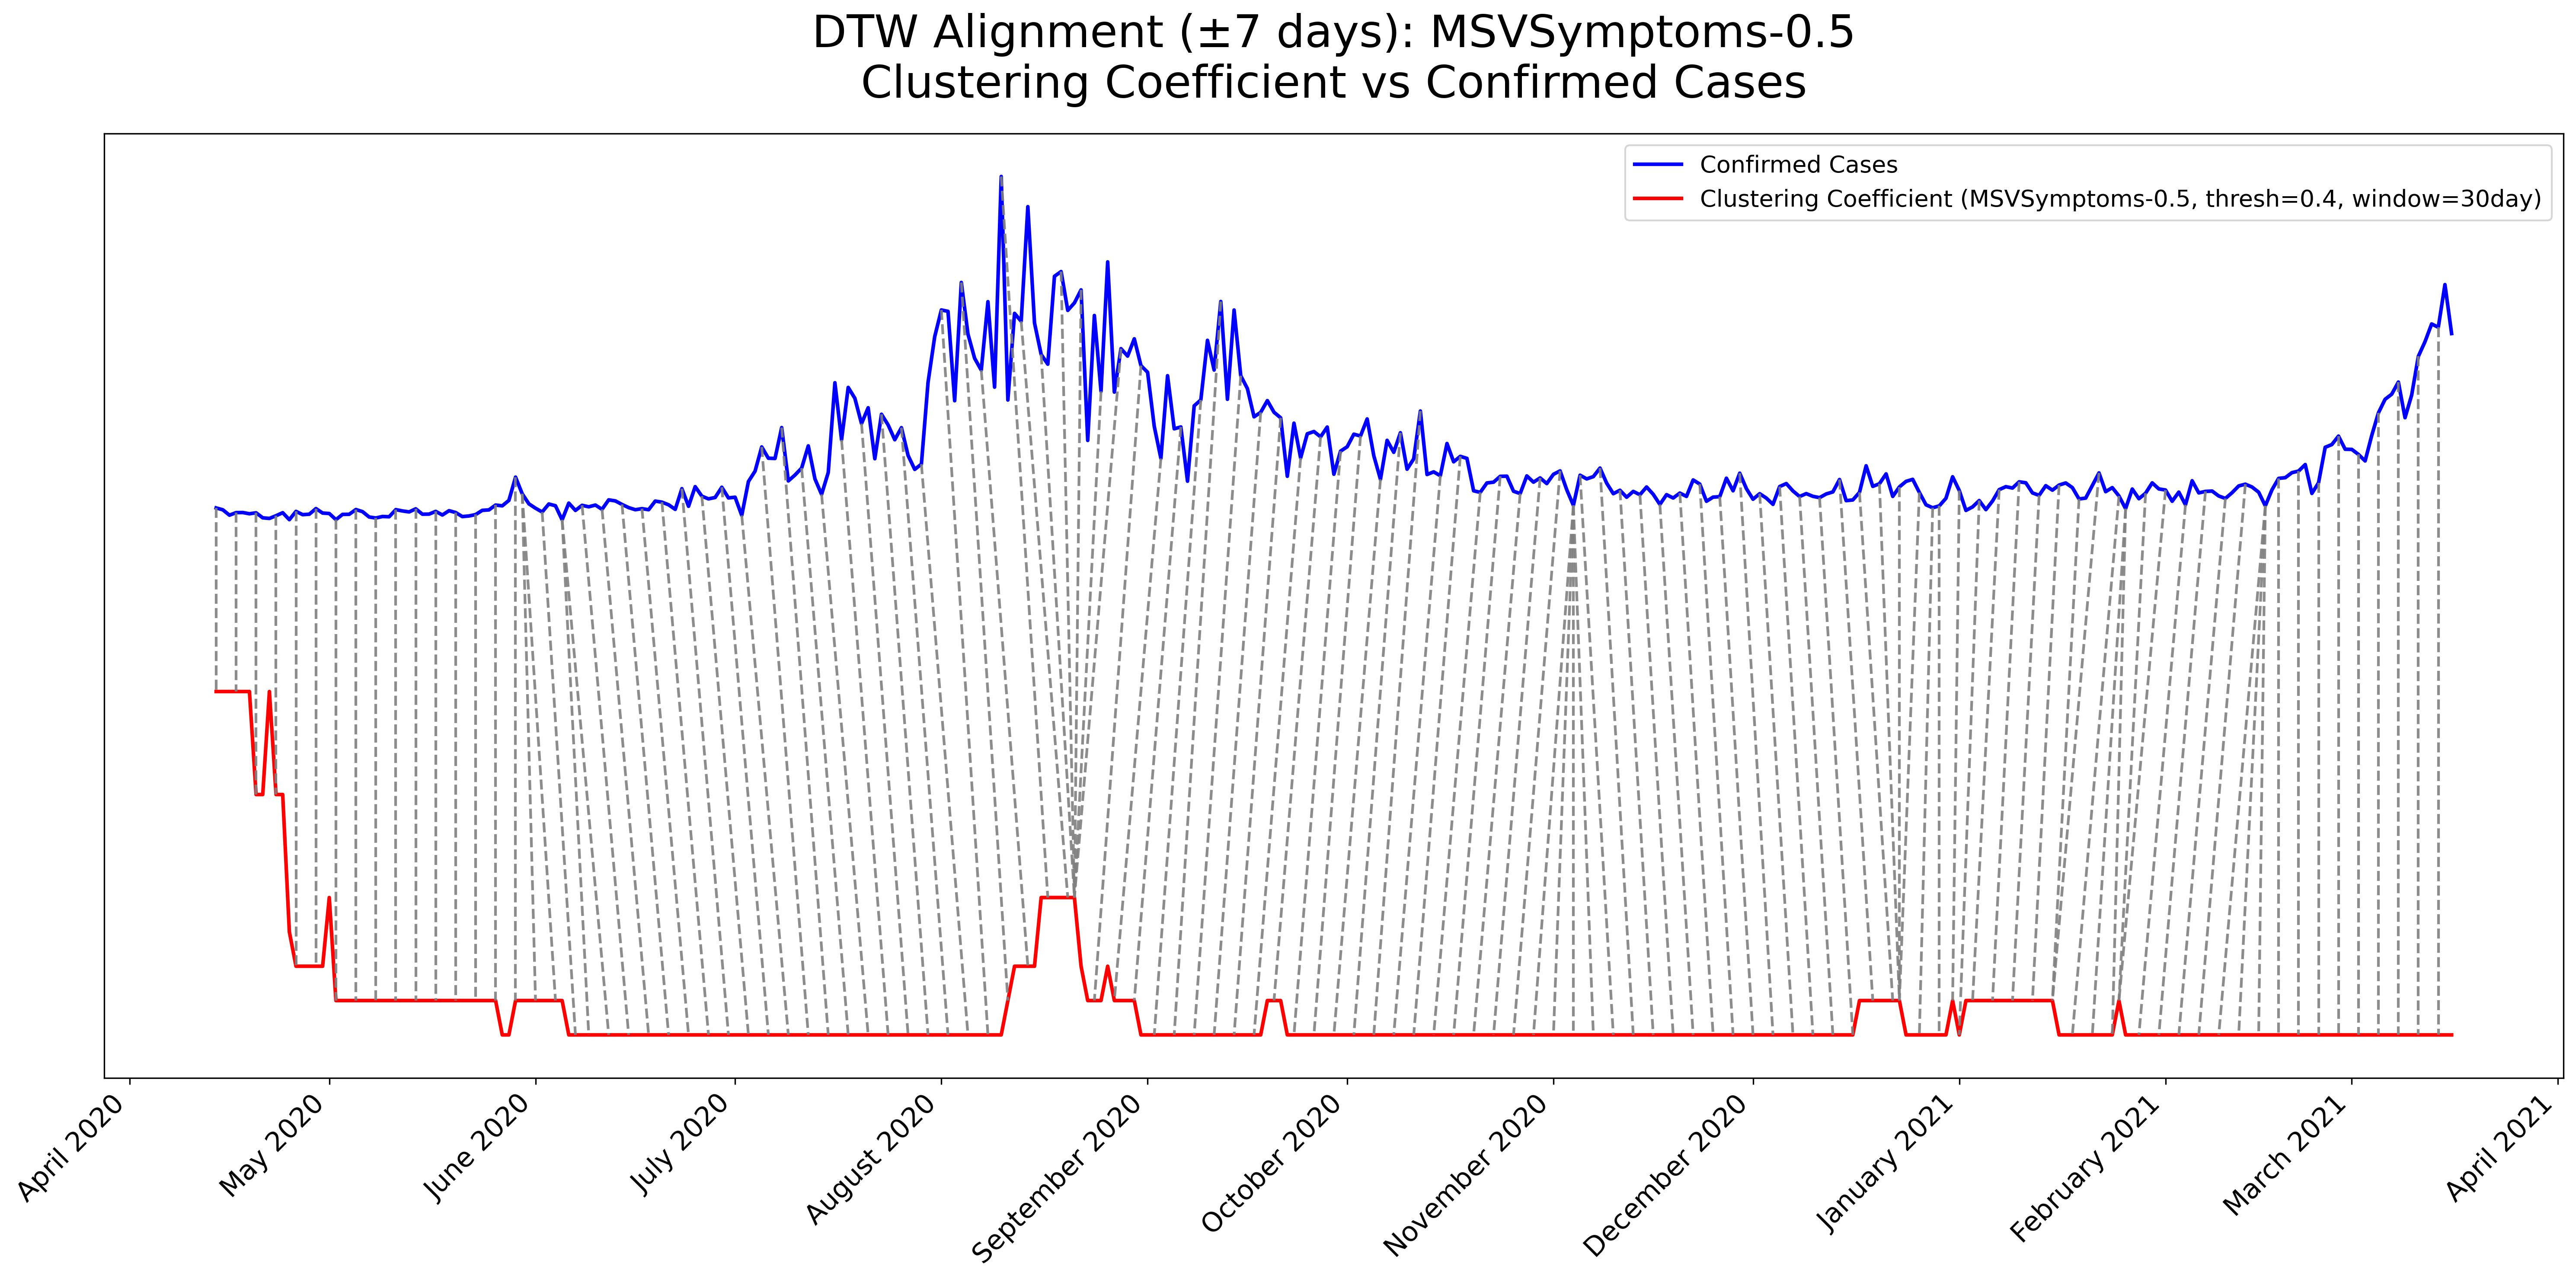 DTW Alignment (±7 days): MSVSymptoms-0.5
Clustering Coefficient vs Confirmed Cases
Confirmed Cases
Clustering Coefficient (MSVSymptoms-0.5, thresh=0.4, window=30day)
April 2020
May 2020
June 2020
July 2020
August 2020
September 2020
October 2020
November 2020
December 2020
January 2021
February 2021
March 2021
April 2021